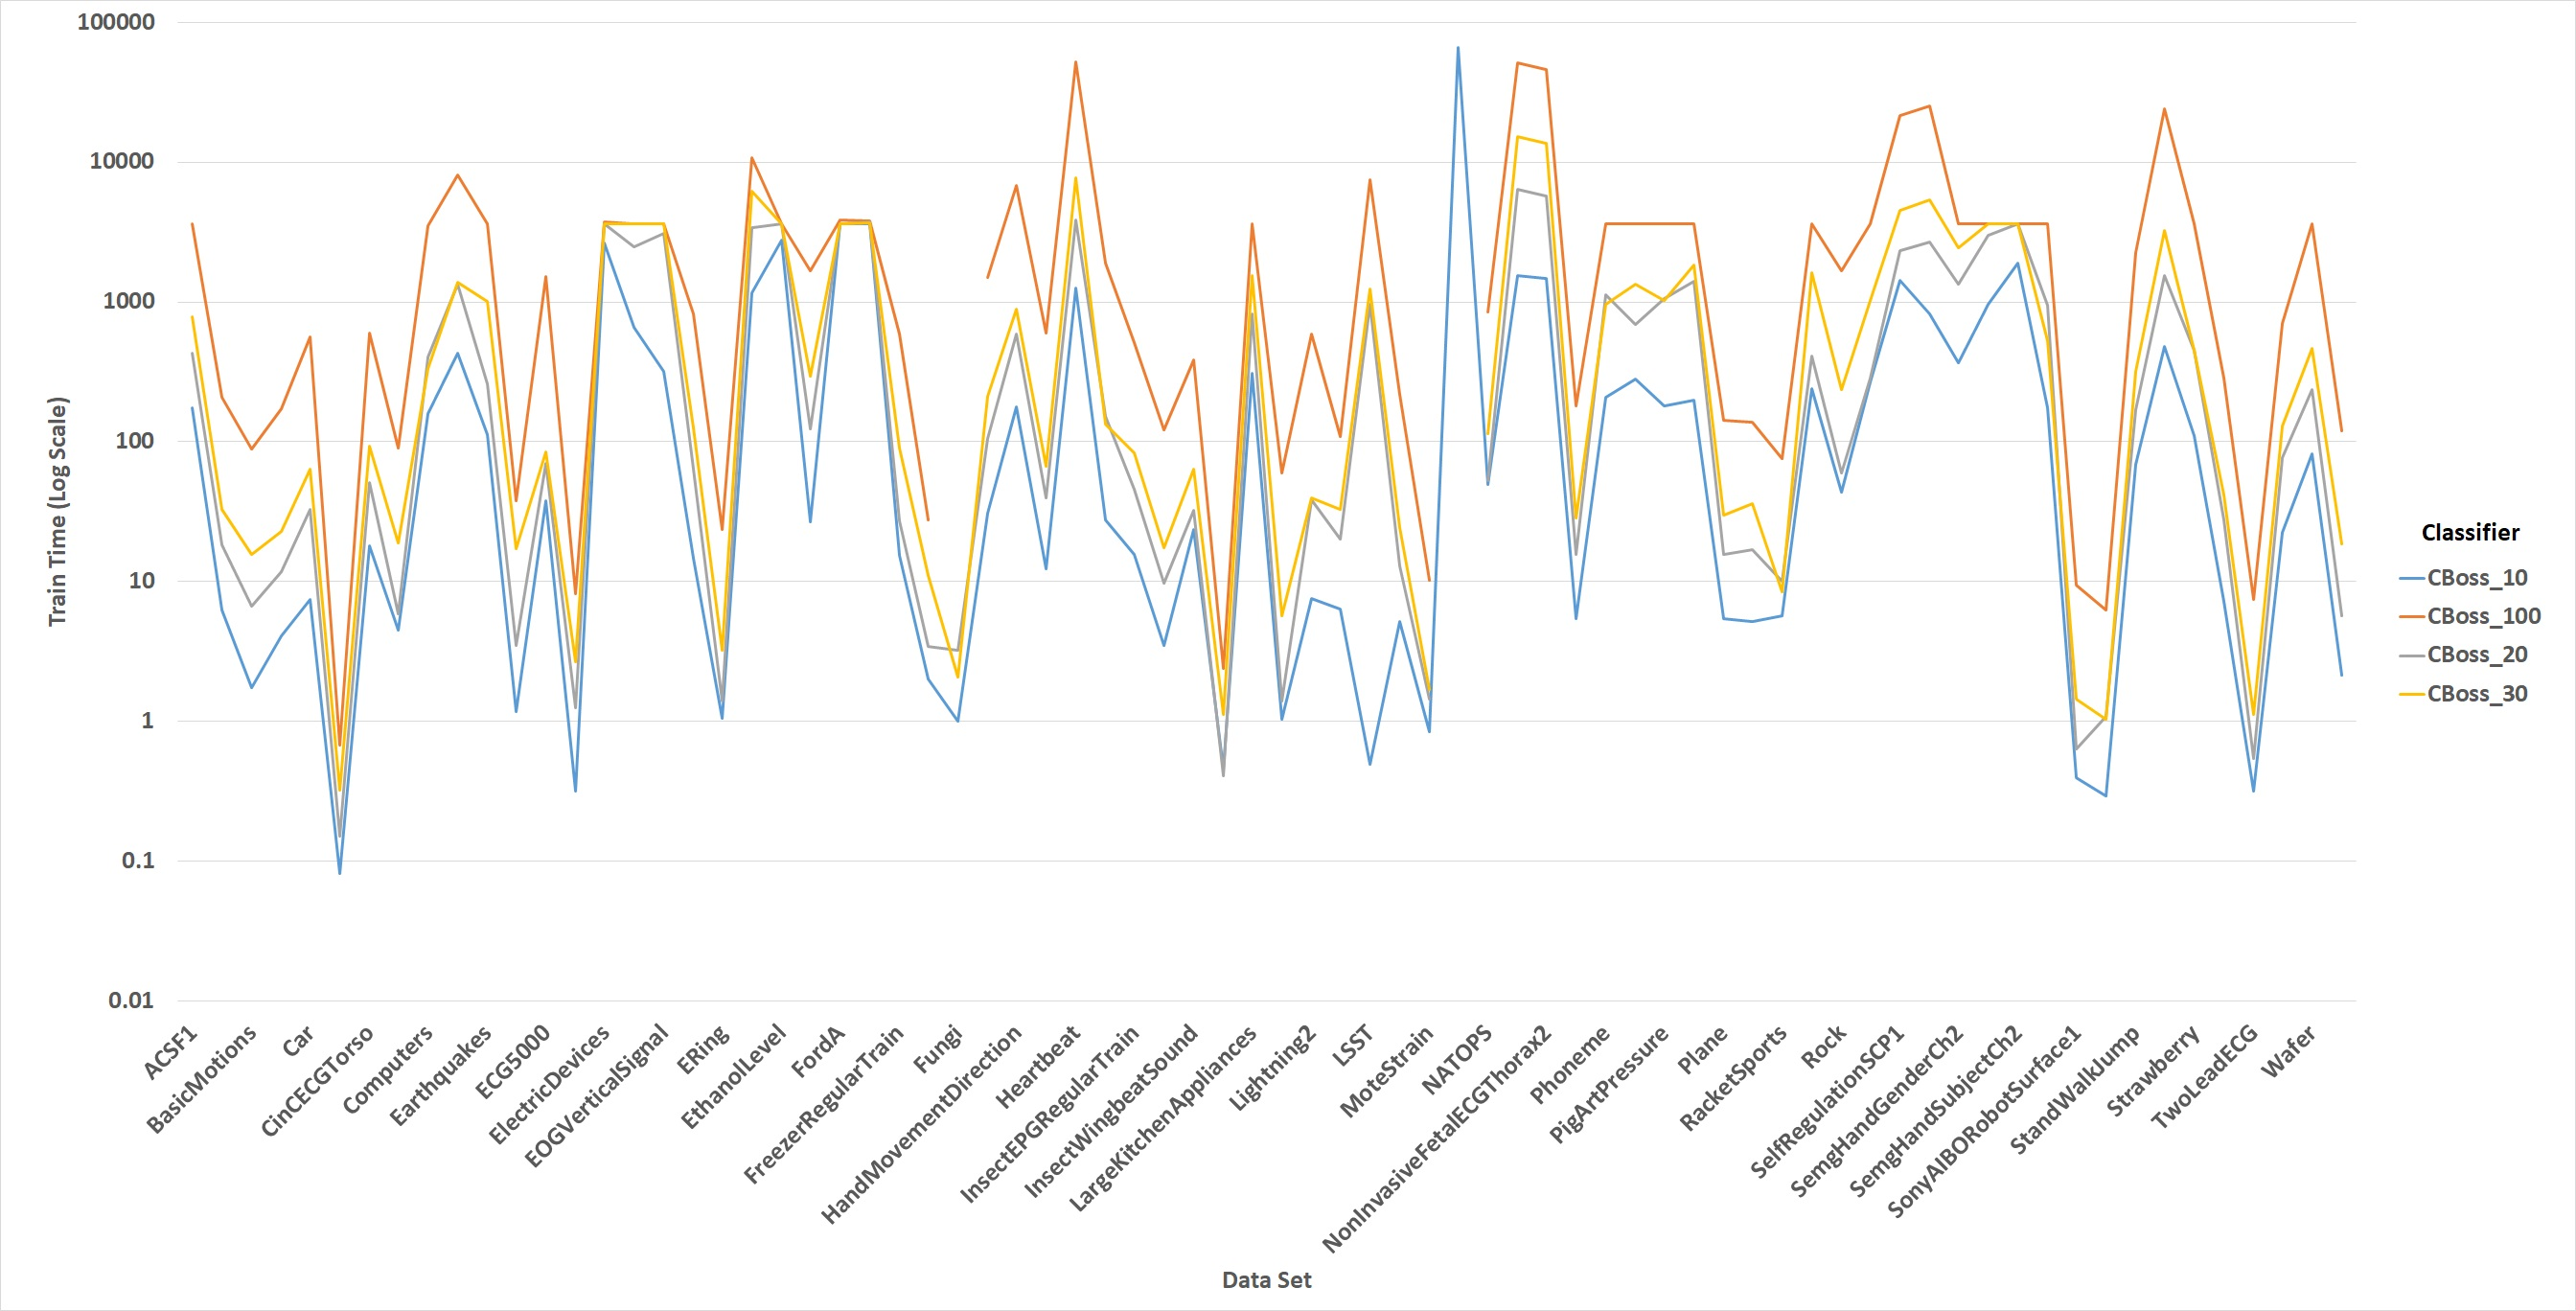 100000
10000
1000
100
10
1
0.1
0.01
Train Time (Log Scale)
ACSF1
BasicMotions
Car
CinCECGTorso
Computers
Earthquakes
ECG5000
ElectricDevices
EOGVerticalSignal
ERing
EthanolLevel
FordA
FreezerRegularTrain
Fungi
HandMovementDirection
Heartbeat
InsectEPGRegularTrain
InsectWingbeatSound
LargeKitchenAppliances
Lightning2
LSST
MoteStrain
NATOPS
NonInvasiveFetalECGThorax2
Phoneme
PigArtPressure
Plane
RacketSports
Rock
SelfRegulationSCP1
SemgHandGenderCh2
SemgHandSubjectCh2
SonyAIBORobotSurface1
StandWalkJump
Strawberry
TwoLeadECG
Wafer
Data Set
Classifier
CBoss_10
CBoss_100
CBoss_20
CBoss_30